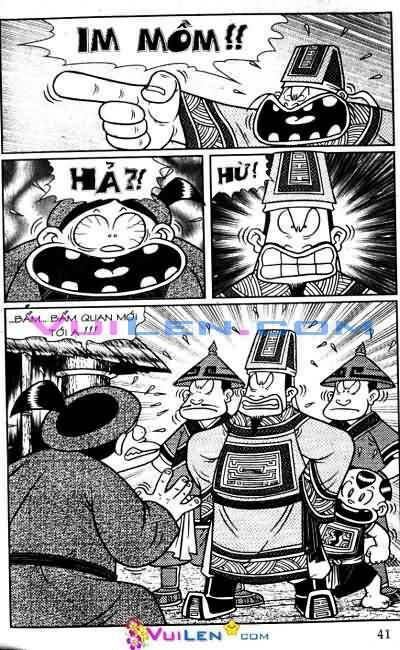 IM MỒM!!
HẢ?!
HỪ!
..BẨM... BẨM QUAN MỚI
TỚI Ạ!!!
VUILEN.COM
41
VUILEN.COM